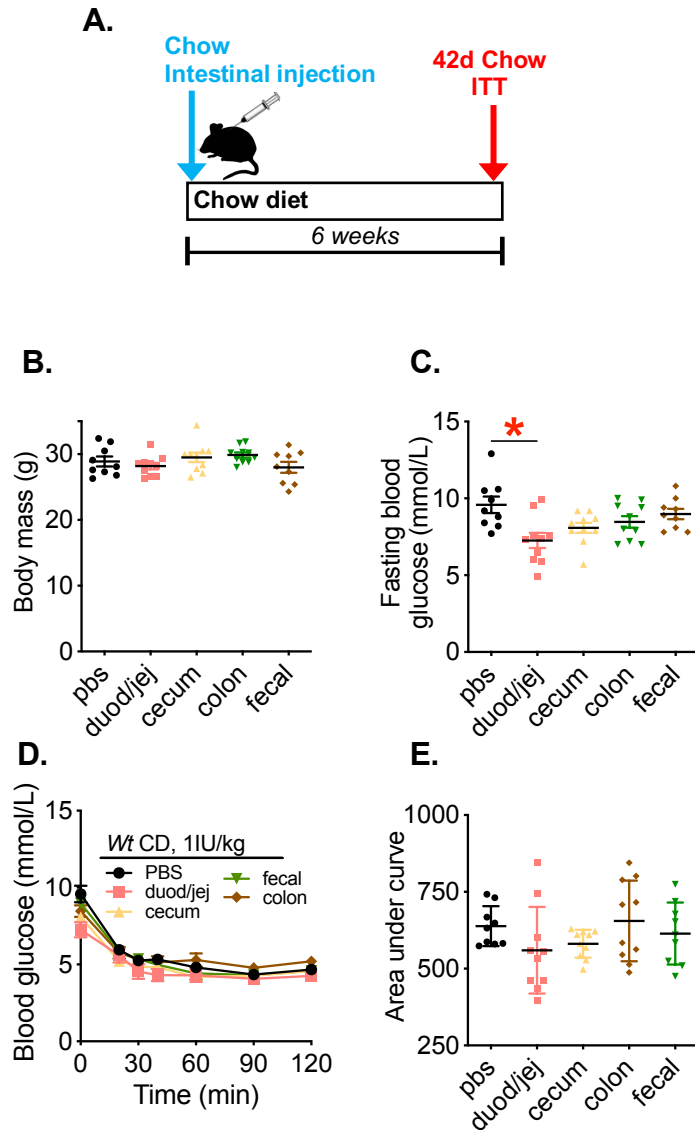 A.
Chow
Intestinal injection
42d Chow
ITT
Chow diet
6 weeks
B.
Body mass (g)
40
30
20
10
0
pbs
duod/jej
cecum
colon
fecal
C.
Fasting blood
glucose (mmol/L)
15
10
5
0
*
pbs
duod/jej
cecum
colon
fecal
D.
Blood glucose (mmol/L)
15
10
5
0
Wt CD, 1IU/kg
PBS
duod/jej
cecum
fecal
colon
0
30
60
90
120
Time (min)
E.
Area under curve
1000
750
500
250
pbs
duod/jej
cecum
colon
fecal